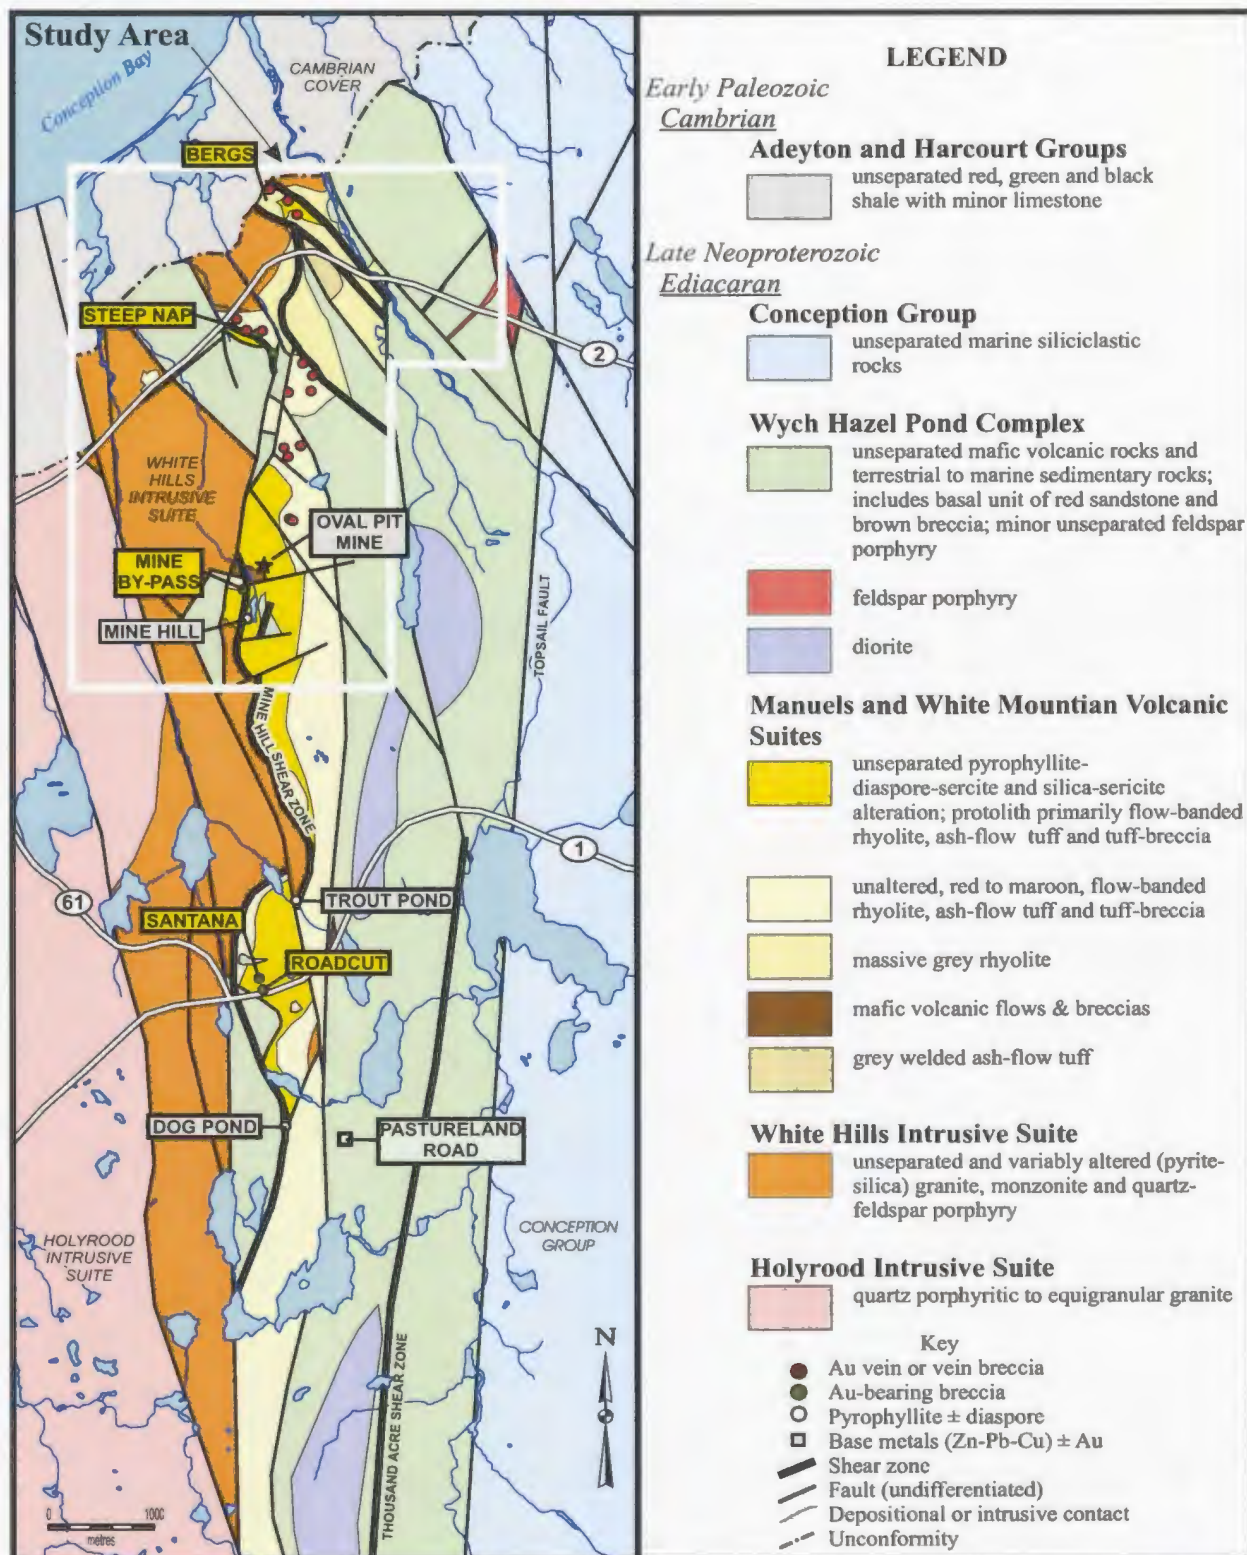 Study Area
Conception Bay
CAMBRIAN
COVER
BERGS
STEEP NAP
2
WHITE
HILLS
INTRUSIVE
SUITE
OVAL PIT
MINE
MINE
BY-PASS
MINE HILL
TOPSAIL FAULT
MINE HILL SHEAR ZONE
1
61
TROUT POND
SANTANA
ROADCUT
DOG POND
PASTURELAND
ROAD
HOLYROOD
INTRUSIVE
SUITE
CONCEPTION
GROUP
THOUSAND ACRE SHEAR ZONE
N
0 1000
metres
LEGEND
Early Paleozoic
Cambrian
Adeyton and Harcourt Groups
unseparated red, green and black
shale with minor limestone
Late Neoproterozoic
Ediacaran
Conception Group
unseparated marine siliciclastic
rocks
Wych Hazel Pond Complex
unseparated mafic volcanic rocks and
terrestrial to marine sedimentary rocks;
includes basal unit of red sandstone and
brown breccia; minor unseparated feldspar
porphyry
feldspar porphyry
diorite
Manuels and White Mountian Volcanic
Suites
unseparated pyrophyllite-
diaspore-sercite and silica-sericite
alteration; protolith primarily flow-banded
rhyolite, ash-flow tuff and tuff-breccia
unaltered, red to maroon, flow-banded
rhyolite, ash-flow tuff and tuff-breccia
massive grey rhyolite
mafic volcanic flows & breccias
grey welded ash-flow tuff
White Hills Intrusive Suite
unseparated and variably altered (pyrite-
silica) granite, monzonite and quartz-
feldspar porphyry
Holyrood Intrusive Suite
quartz porphyritic to equigranular granite
Key
Au vein or vein breccia
Au-bearing breccia
Pyrophyllite ± diaspore
Base metals (Zn-Pb-Cu) ± Au
Shear zone
Fault (undifferentiated)
Depositional or intrusive contact
Unconformity